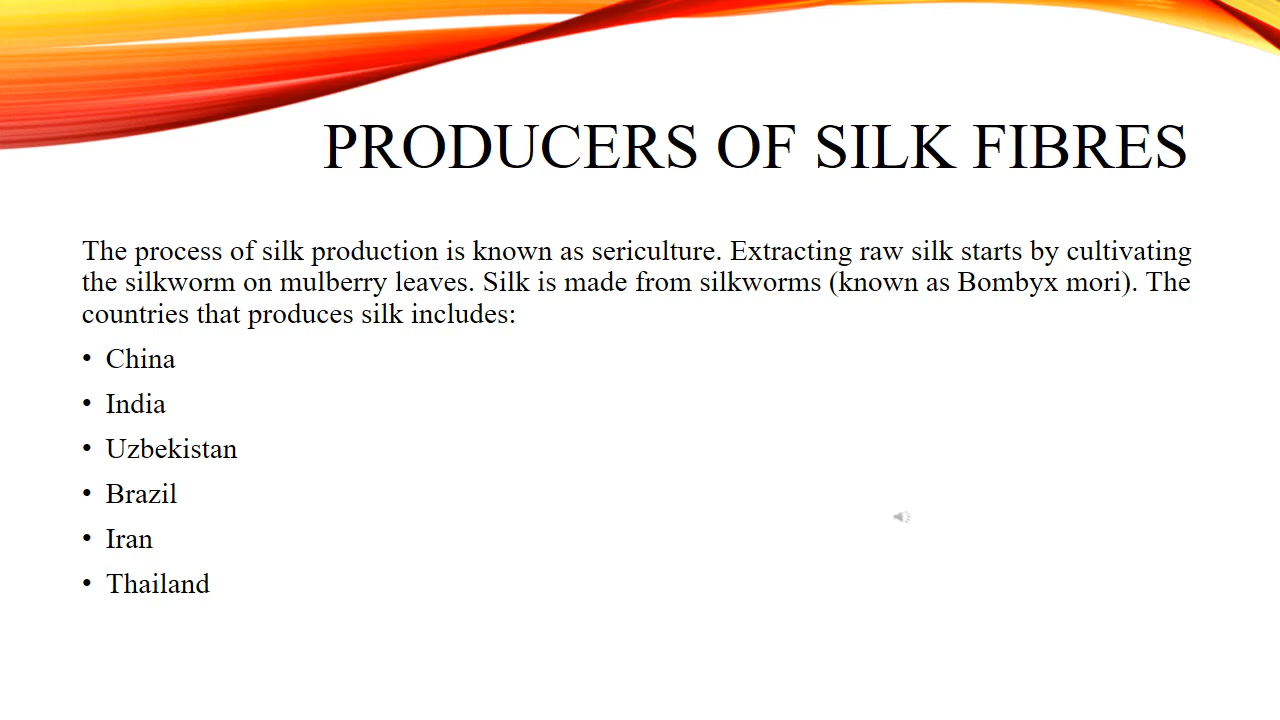 PRODUCERS OF SILK FIBRES
The process of silk production is known as sericulture. Extracting raw silk starts by cultivating
the silkworm on mulberry leaves. Silk is made from silkworms (known as Bombyx mori). The
countries that produces silk includes:
• China
• India
• Uzbekistan
• Brazil
• Iran
• Thailand